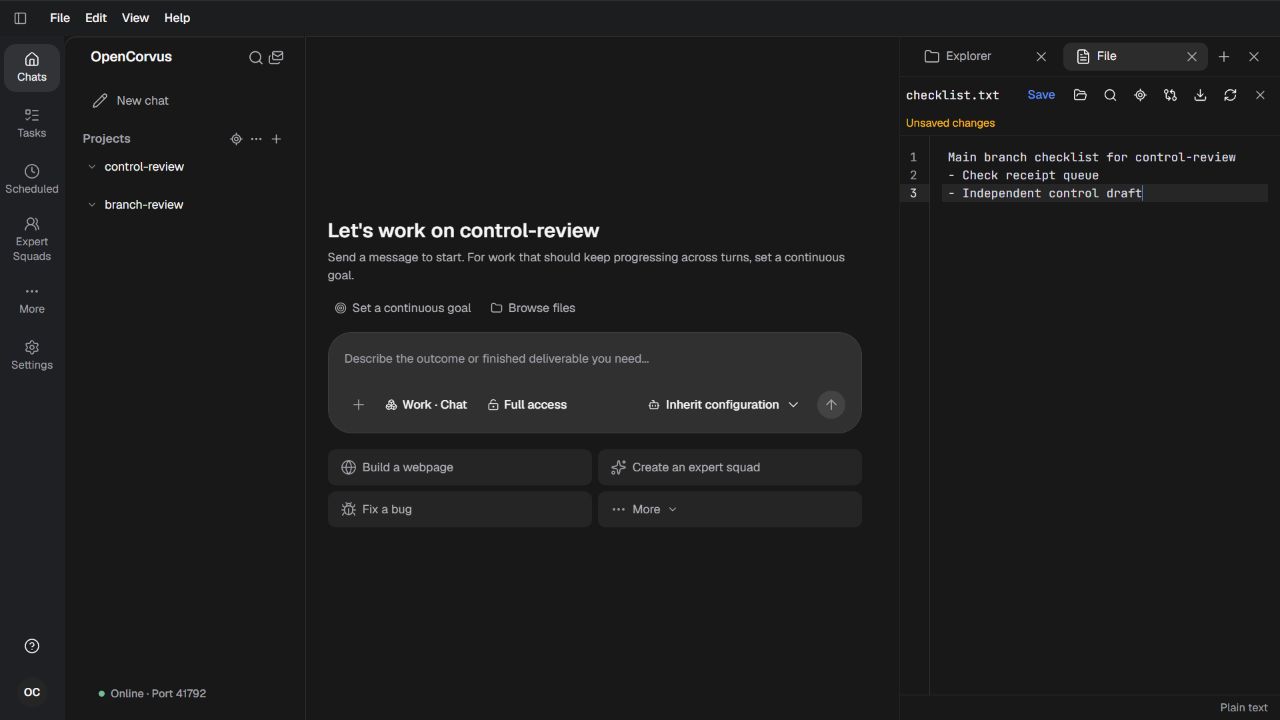 File Edit View Help
Chats
Tasks
Scheduled
Expert
Squads
More
Settings
OC
OpenCorvus
New chat
Projects
control-review
branch-review
Online · Port 41792
Let's work on control-review
Send a message to start. For work that should keep progressing across turns, set a continuous
goal.
Set a continuous goal Browse files
Describe the outcome or finished deliverable you need...
Work · Chat Full access Inherit configuration
Build a webpage Create an expert squad
Fix a bug More
Explorer File
checklist.txt Save
Unsaved changes
1 Main branch checklist for control-review
2 - Check receipt queue
3 - Independent control draft
Plain text